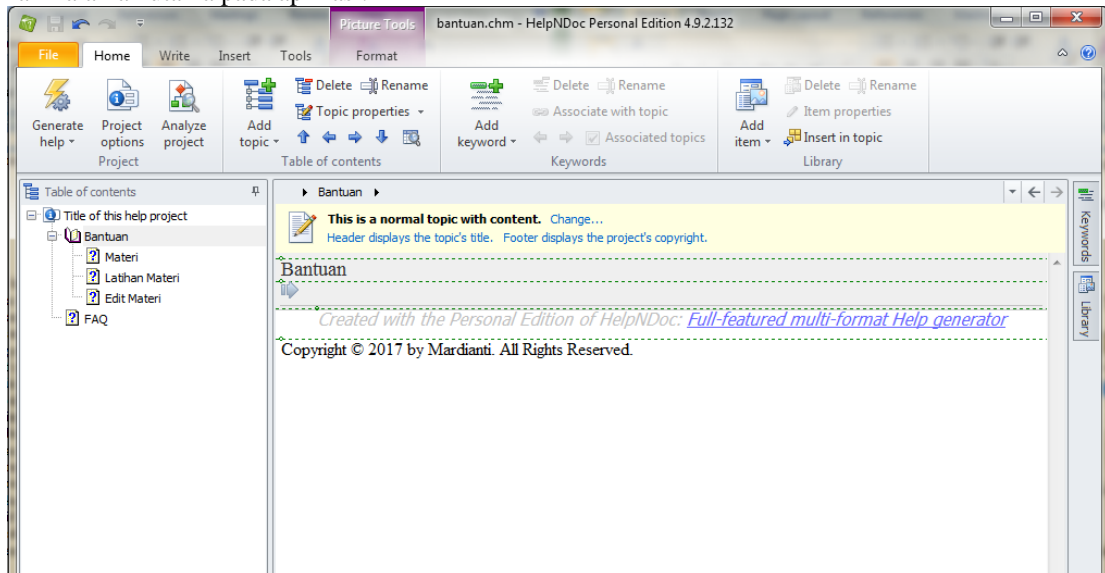 Picture Tools bantuan.chm - HelpNDoc Personal Edition 4.9.2.132
File Home Write Insert Tools Format
Delete Rename Delete Rename Delete Rename
Topic properties Associate with topic Item properties
Generate help Project options Analyze project Add topic Add keyword Associated topics Add item Insert in topic
Project Table of contents Keywords Library
Table of contents
Title of this help project
Bantuan
Materi
Latihan Materi
Edit Materi
FAQ
Bantuan
This is a normal topic with content. Change...
Header displays the topic's title. Footer displays the project's copyright.
Bantuan
Created with the Personal Edition of HelpNDoc: Full-featured multi-format Help generator
Copyright © 2017 by Mardianti. All Rights Reserved.
Keywords
Library